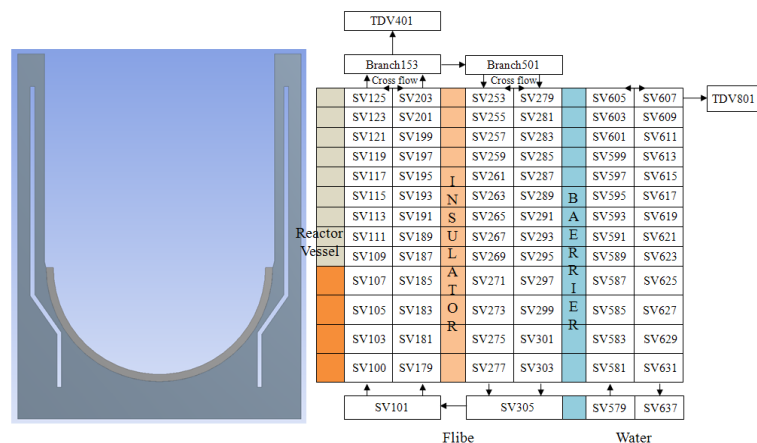 TDV401
Branch153 Branch501
Cross flow Cross flow
SV125 SV203 SV253 SV279 SV605 SV607 TDV801
SV123 SV201 SV255 SV281 SV603 SV609
SV121 SV199 SV257 SV283 SV601 SV611
SV119 SV197 SV259 SV285 SV599 SV613
SV117 SV195 SV261 SV287 SV597 SV615
SV115 SV193 SV263 SV289 SV595 SV617
SV113 SV191 SV265 SV291 SV593 SV619
SV111 SV189 SV267 SV293 SV591 SV621
SV109 SV187 SV269 SV295 SV589 SV623
SV107 SV185 SV271 SV297 SV587 SV625
SV105 SV183 SV273 SV299 SV585 SV627
SV103 SV181 SV275 SV301 SV583 SV629
SV100 SV179 SV277 SV303 SV581 SV631
Reactor
Vessel
INSULATOR
BAERRIER
SV101 SV305 SV579 SV637
Flibe Water